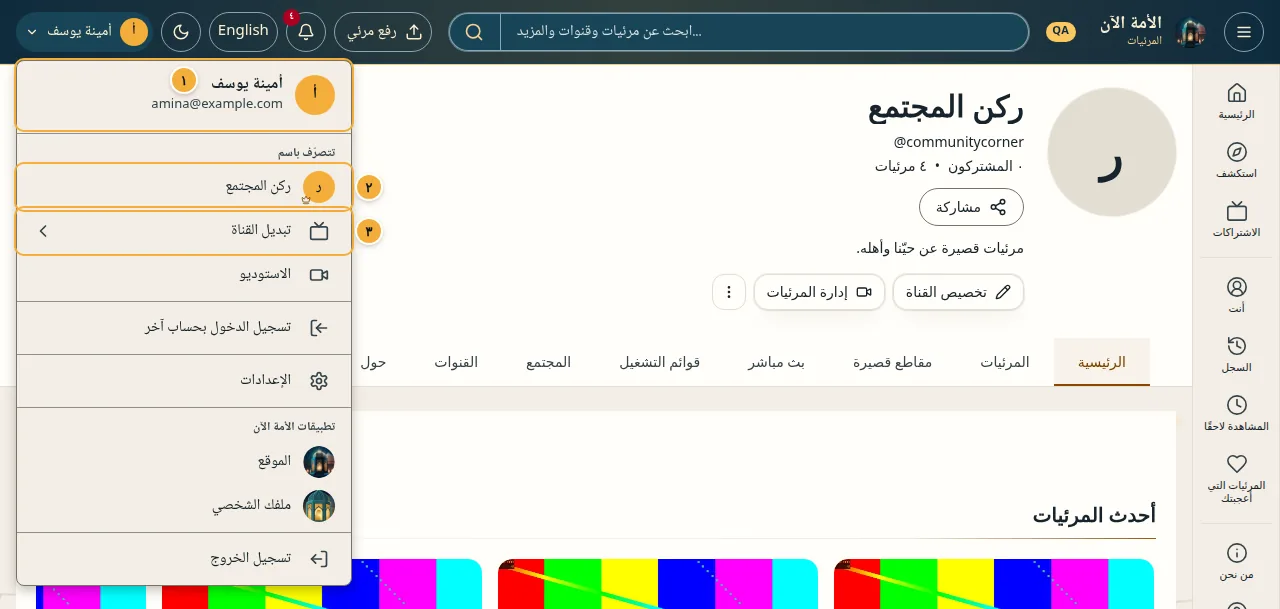 الأمة الآن
المرئيات
QA
ابحث عن مرئيات وقنوات والمزيد...
رفع مرئي
٤
English
أ
أمينة يوسف
١
أ
أمينة يوسف
amina@example.com
تتصرّف باسم
ر
ركن المجتمع
٢
تبديل القناة
٣
الاستوديو
تسجيل الدخول بحساب آخر
الإعدادات
تطبيقات الأمة الآن
الموقع
ملفك الشخصي
تسجيل الخروج
ر
ركن المجتمع
@communitycorner
٠ المشتركون • ٤ مرئيات
مشاركة
مرئيات قصيرة عن حيّنا وأهله.
تخصيص القناة
إدارة المرئيات
الرئيسية
المرئيات
مقاطع قصيرة
بث مباشر
قوائم التشغيل
المجتمع
القنوات
حول
أحدث المرئيات
الرئيسية
استكشف
الاشتراكات
أنت
السجل
المشاهدة لاحقًا
المرئيات التي
أعجبتك
من نحن